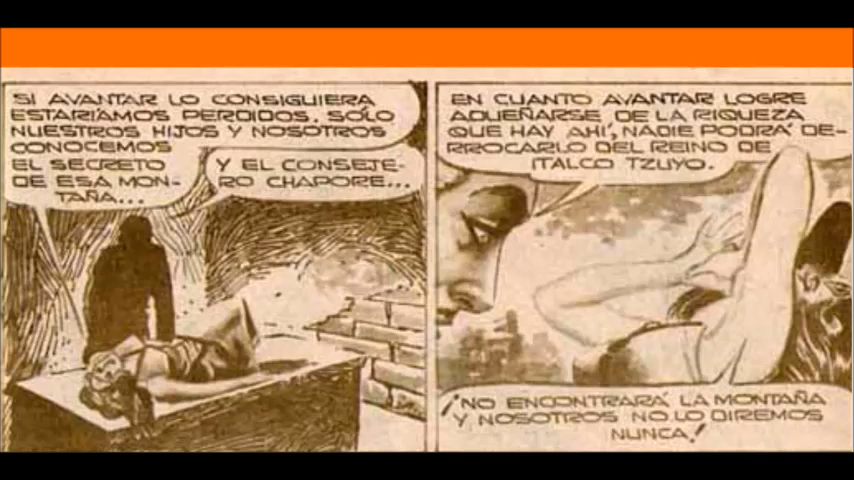 SI AVANTAR LO CONSIGUIERA
ESTARIAMOS PERDIDOS. SÓLO
NUESTROS HIJOS Y NOSOTROS
CONOCEMOS
EL SECRETO
DE ESA MON-
TAÑA...
Y EL CONSEJE-
RO CHAPORE...
EN CUANTO AVANTAR LOGRE
ADUEÑARSE DE LA RIQUEZA
QUE HAY AHÍ, NADIE PODRÁ DE-
RROCARLO DEL REINO DE
ITALCO TZUYO.
¡NO ENCONTRARÁ LA MONTAÑA
Y NOSOTROS NO LO DIREMOS
NUNCA!